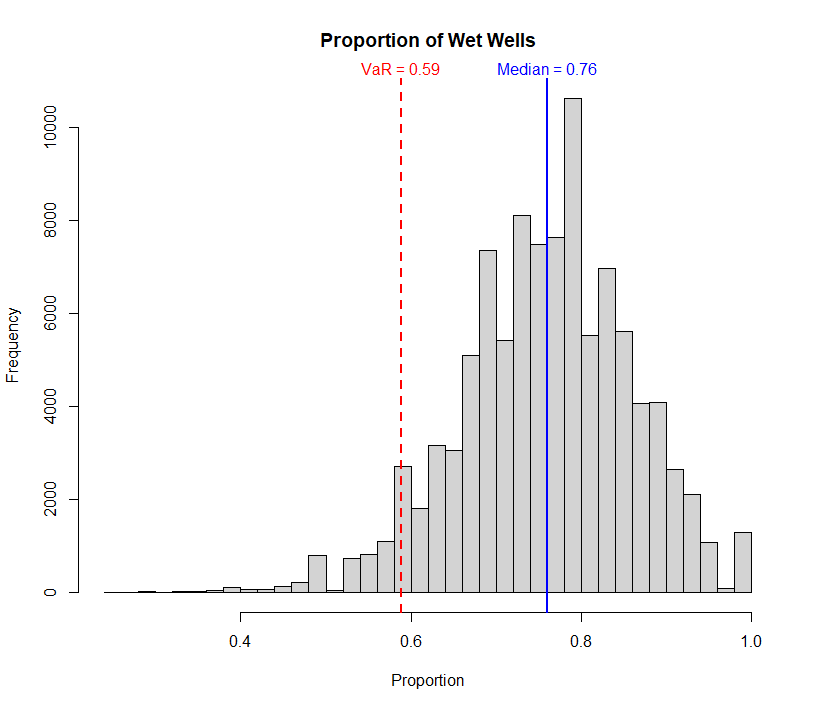 Proportion of Wet Wells
VaR = 0.59
Median = 0.76
Frequency
10000
8000
6000
4000
2000
0
0.4
0.6
0.8
1.0
Proportion